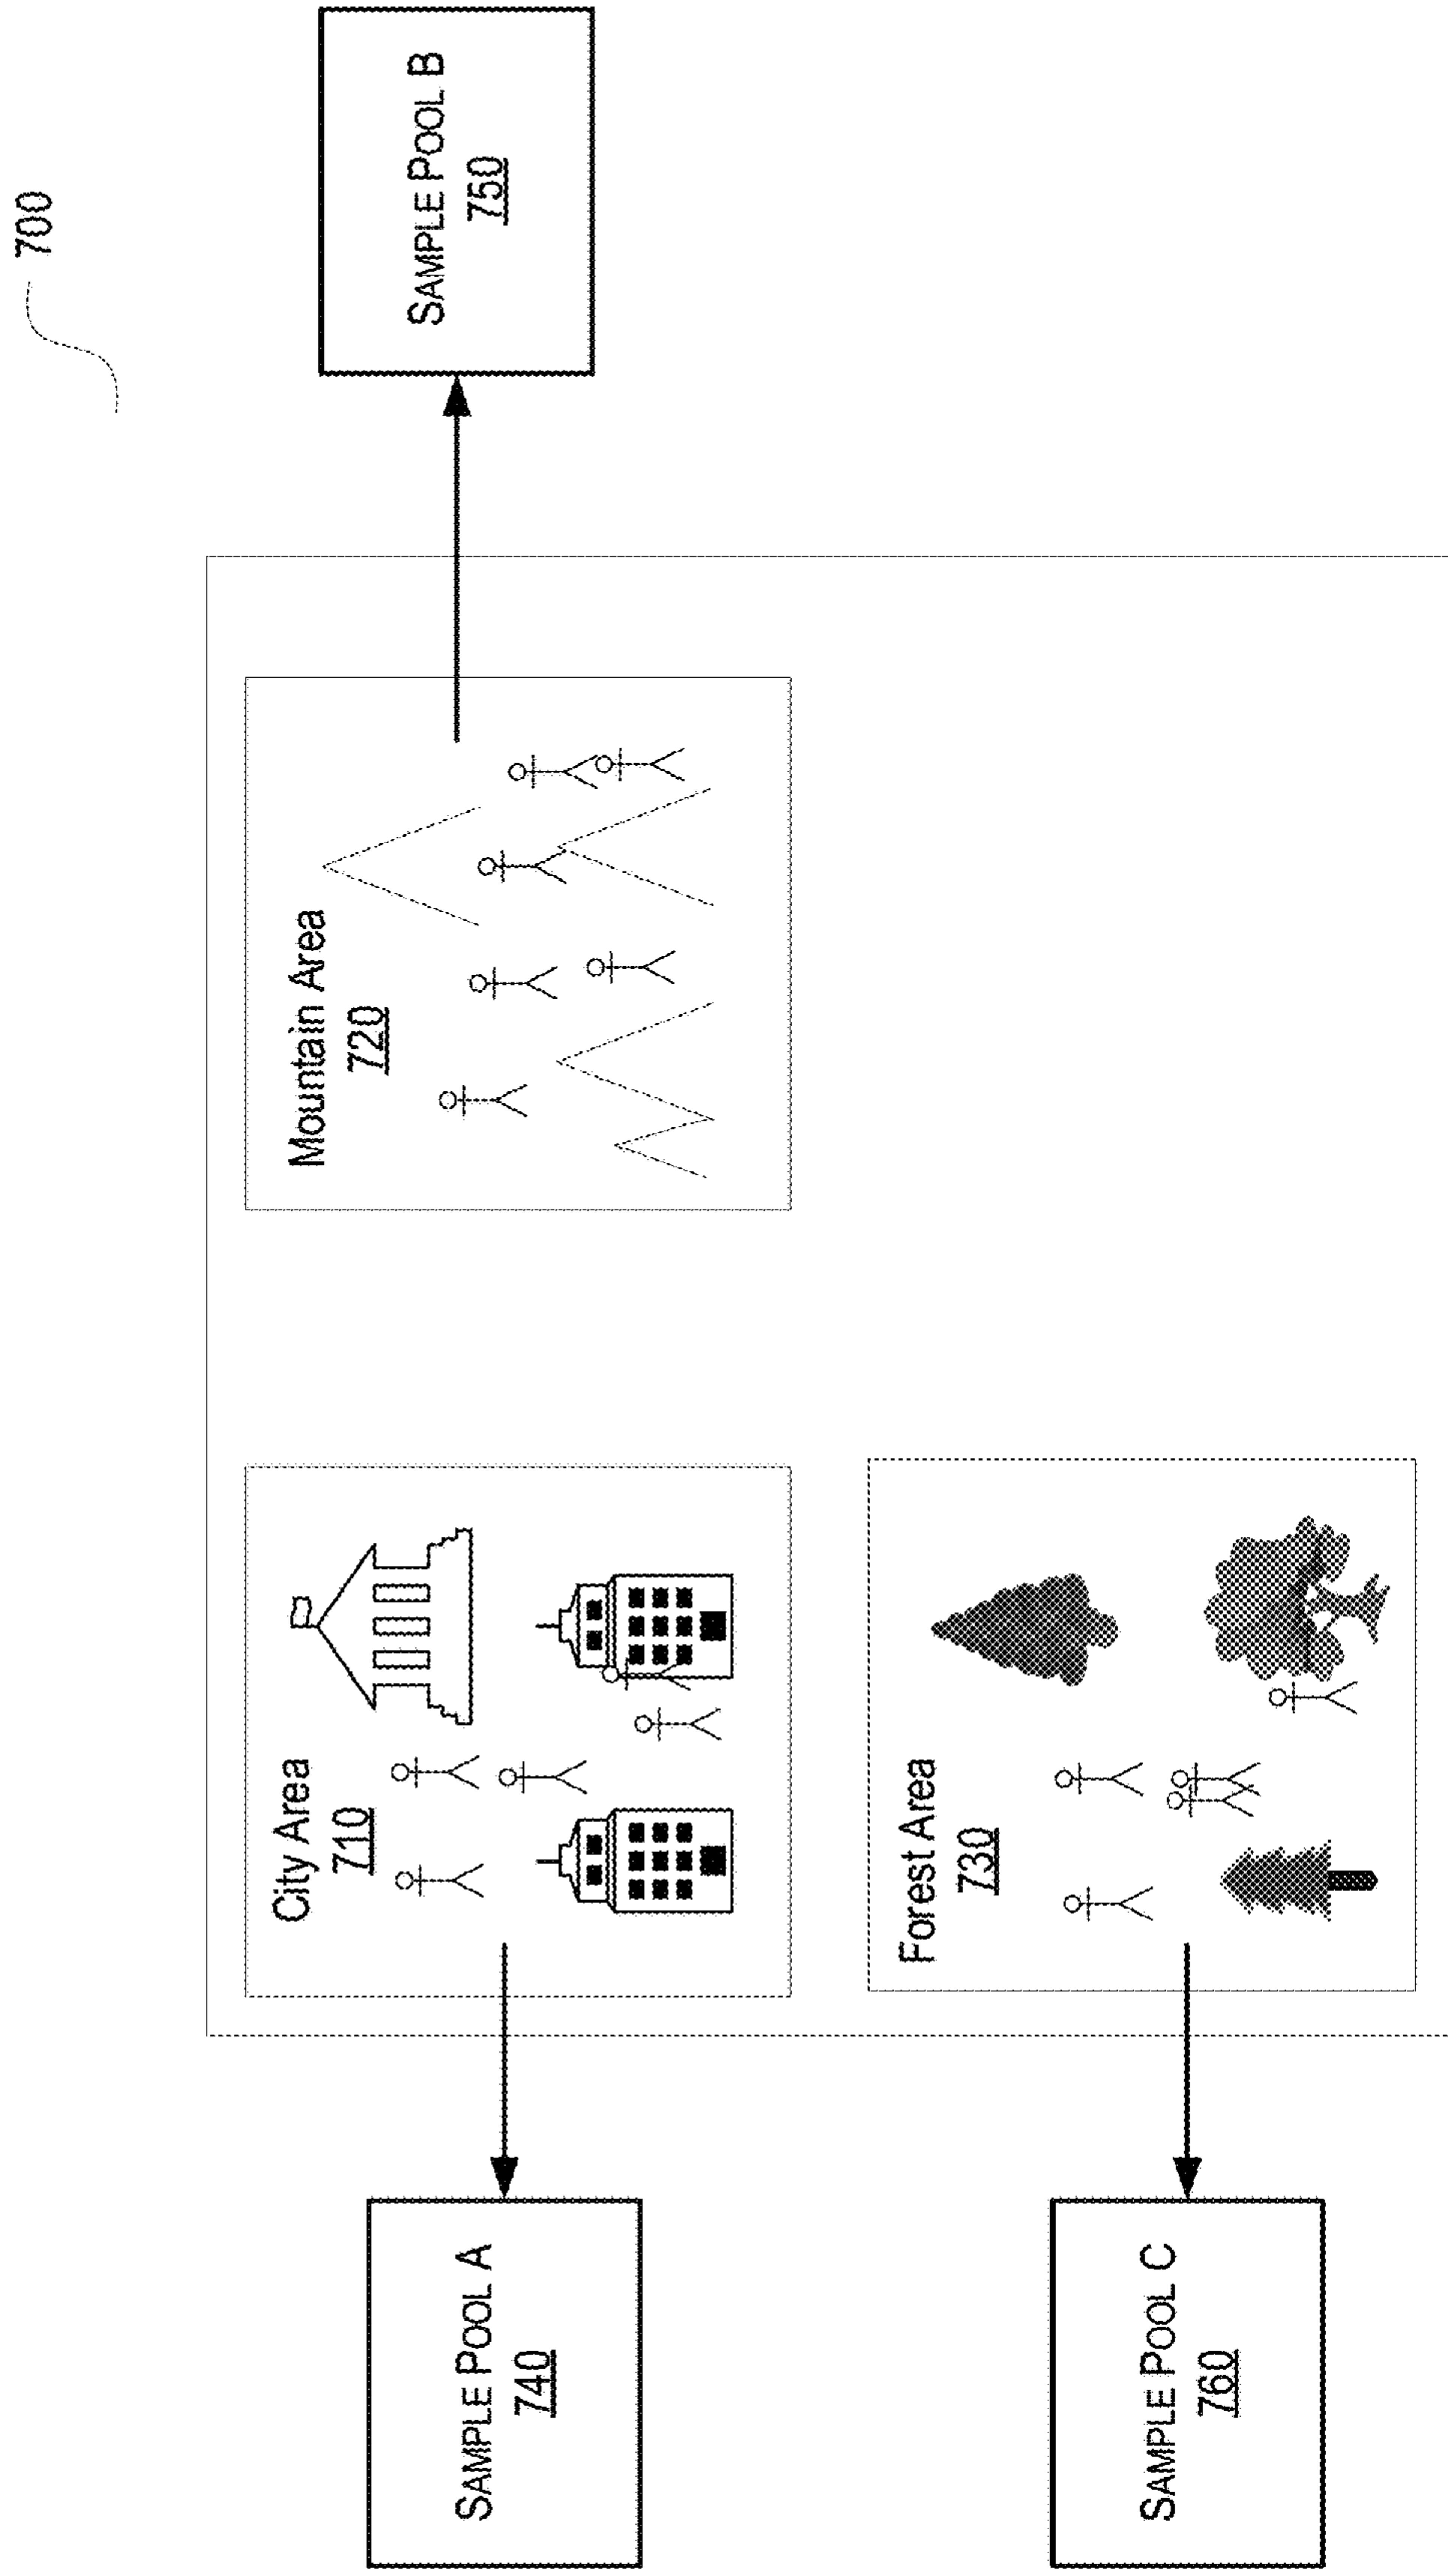 700
City Area
710
Mountain Area
720
Forest Area
730
SAMPLE POOL A
740
SAMPLE POOL B
750
SAMPLE POOL C
760